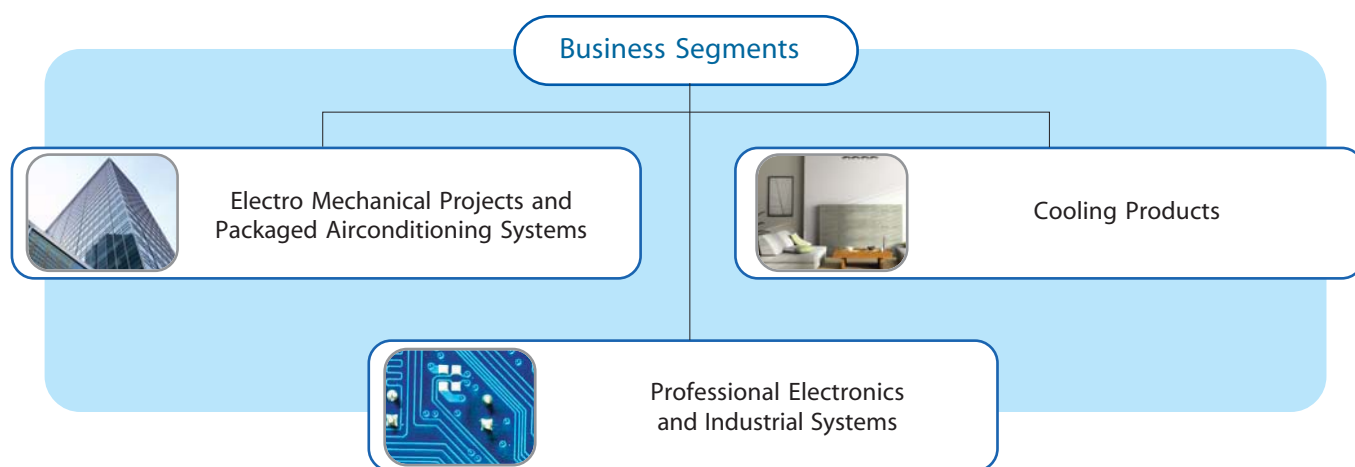 Business Segments
Electro Mechanical Projects and
Packaged Airconditioning Systems
Cooling Products
Professional Electronics
and Industrial Systems